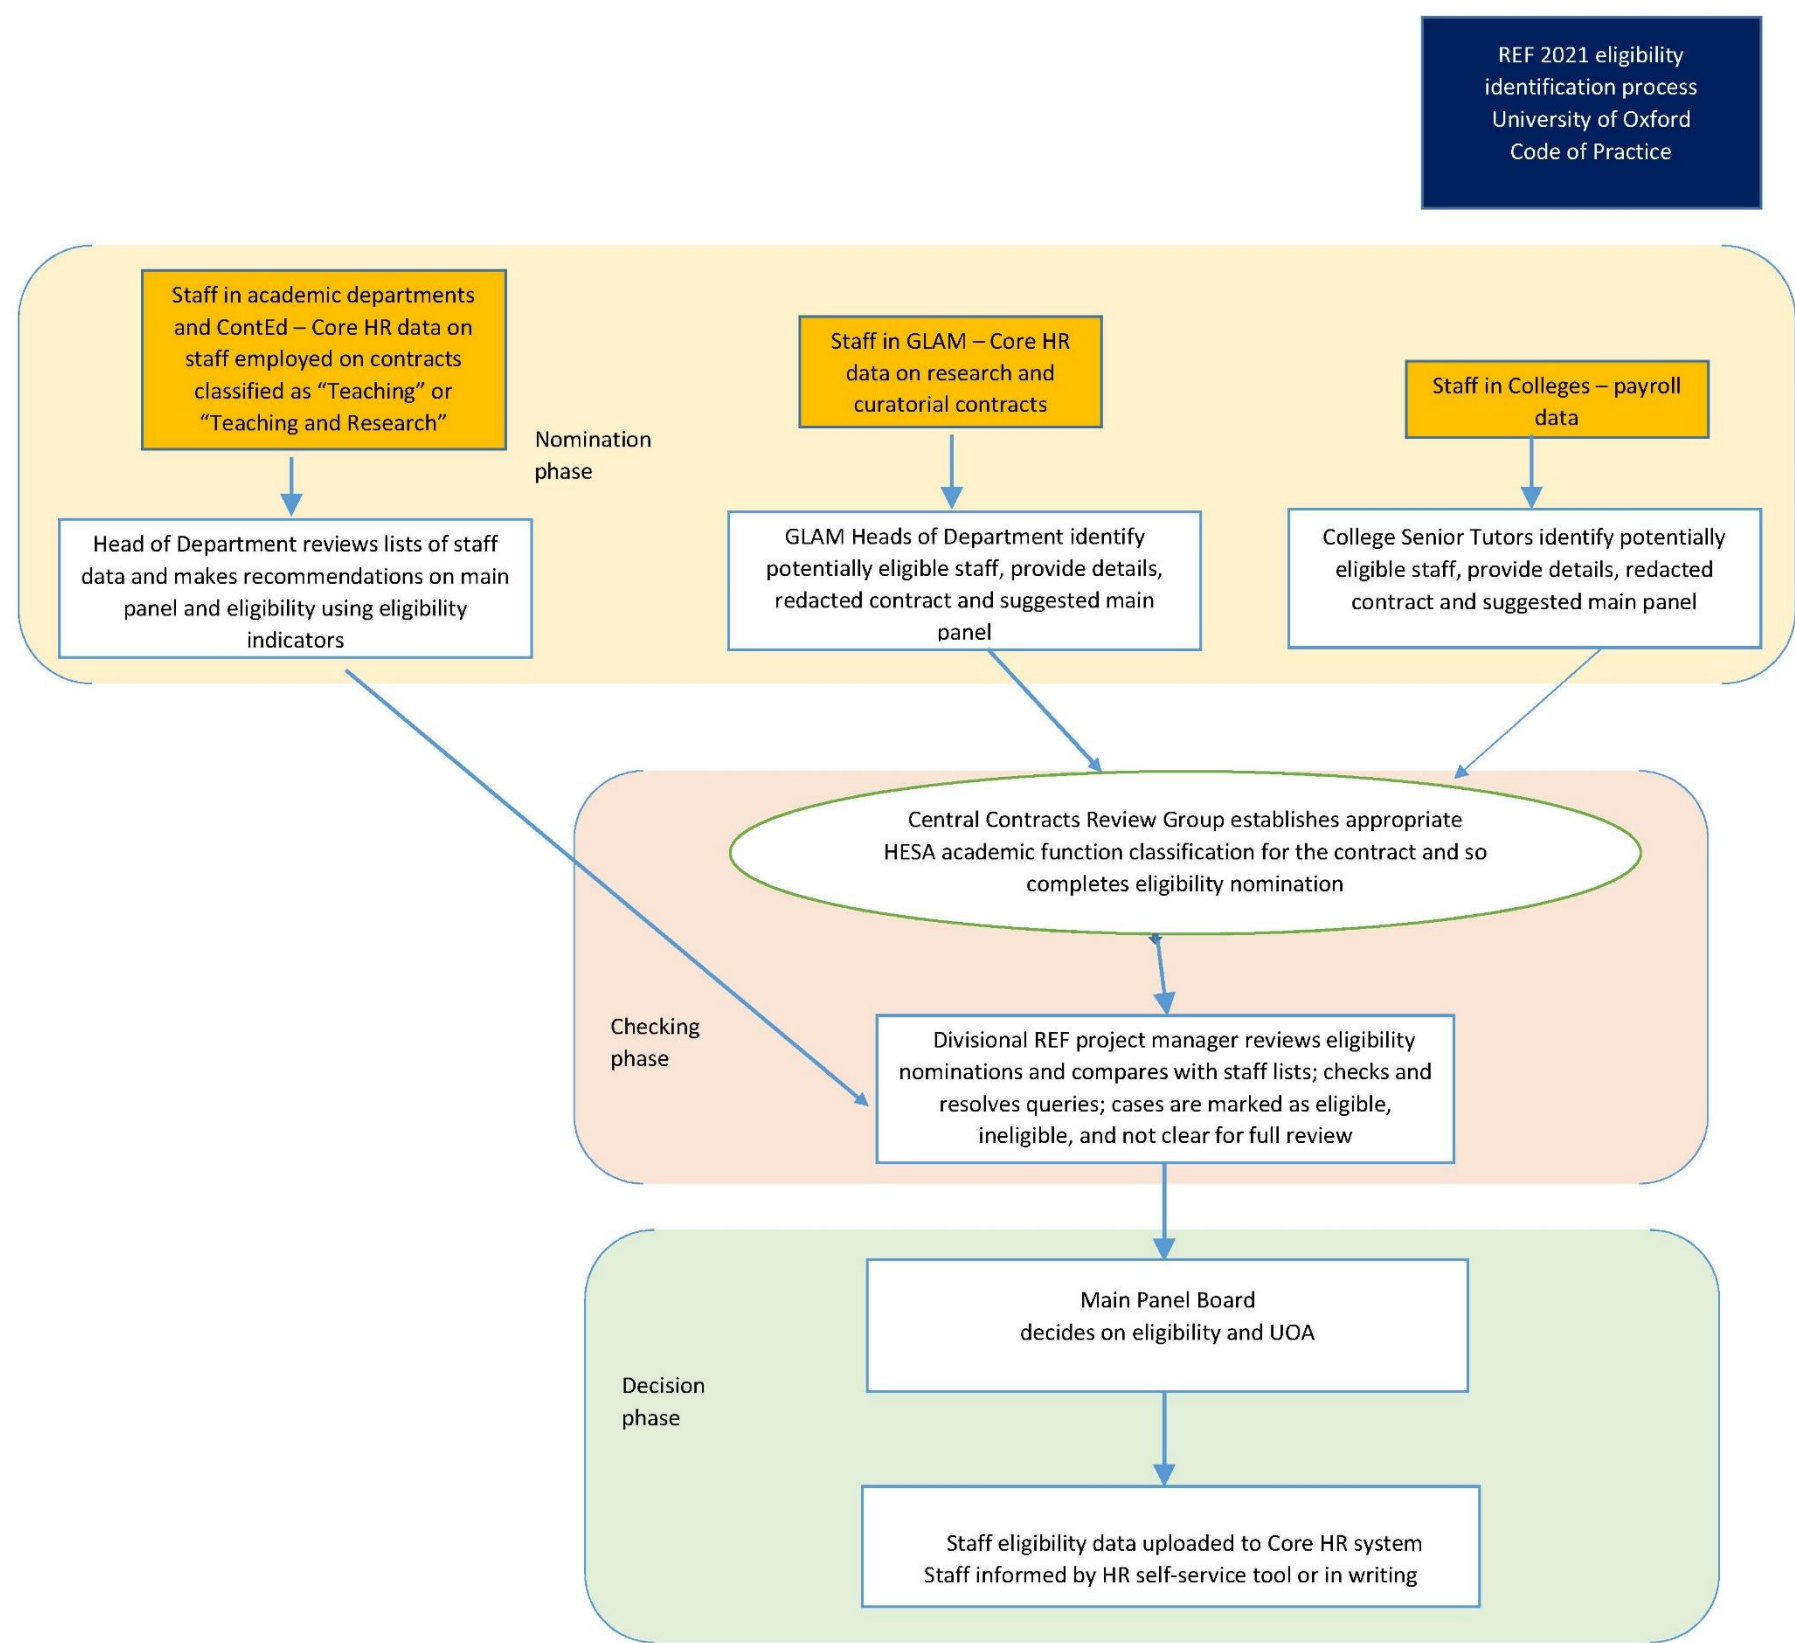 REF 2021 eligibility
identification process
University of Oxford
Code of Practice
Staff in academic departments
and ContEd – Core HR data on
staff employed on contracts
classified as “Teaching” or
“Teaching and Research”
Staff in GLAM – Core HR
data on research and
curatorial contracts
Staff in Colleges – payroll
data
Nomination
phase
Head of Department reviews lists of staff
data and makes recommendations on main
panel and eligibility using eligibility
indicators
GLAM Heads of Department identify
potentially eligible staff, provide details,
redacted contract and suggested main
panel
College Senior Tutors identify potentially
eligible staff, provide details, redacted
contract and suggested main panel
Central Contracts Review Group establishes appropriate
HESA academic function classification for the contract and so
completes eligibility nomination
Checking
phase
Divisional REF project manager reviews eligibility
nominations and compares with staff lists; checks and
resolves queries; cases are marked as eligible,
ineligible, and not clear for full review
Main Panel Board
decides on eligibility and UOA
Decision
phase
Staff eligibility data uploaded to Core HR system
Staff informed by HR self-service tool or in writing